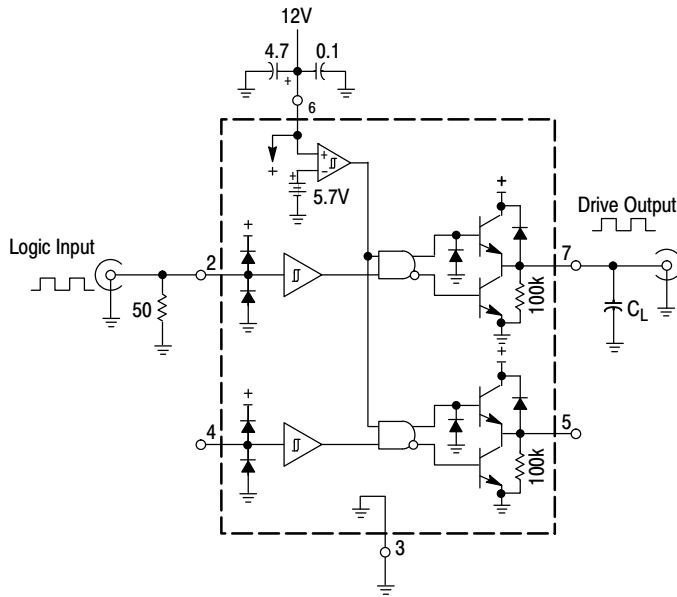 12V
4.7
0.1
+
6
+
+
–
+
5.7V
+
Drive Output
Logic Input
+
2
7
50
100k
CL
+
+
4
5
100k
3